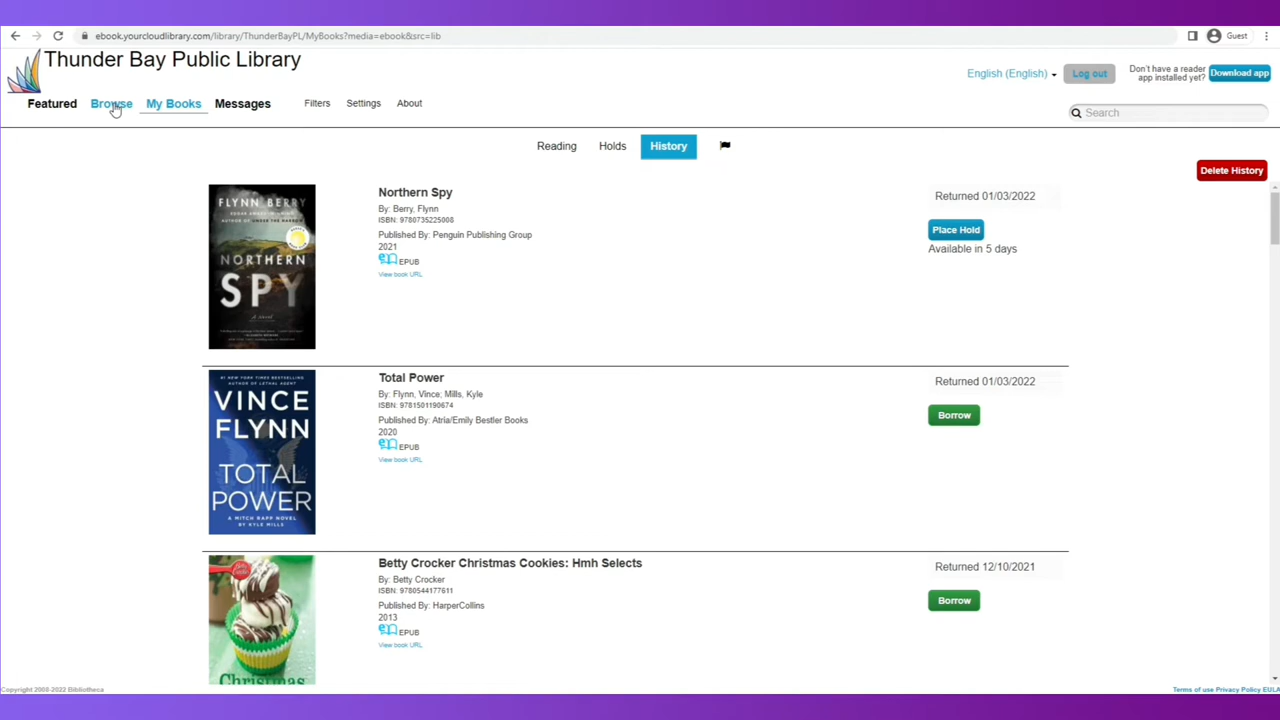 ebook.yourcloudlibrary.com/library/ThunderBayPL/MyBooks?media=ebook&src=lib
Guest
Thunder Bay Public Library
English (English)
Log out
Don't have a reader
app installed yet?
Download app
Featured Browse My Books Messages Filters Settings About
Search
Reading Holds History
Delete History
FLYNN BERRY
NORTHERN
SPY
Northern Spy
By: Berry, Flynn
ISBN: 9780735225008
Published By: Penguin Publishing Group
2021
EPUB
View book URL
Returned 01/03/2022
Place Hold
Available in 5 days
VINCE
FLYNN
TOTAL
POWER
A MITCH RAPP NOVEL
BY KYLE MILLS
Total Power
By: Flynn, Vince; Mills, Kyle
ISBN: 9781501190674
Published By: Atria/Emily Bestler Books
2020
EPUB
View book URL
Returned 01/03/2022
Borrow
Betty Crocker
Christmas
Betty Crocker Christmas Cookies: Hmh Selects
By: Betty Crocker
ISBN: 9780544177611
Published By: HarperCollins
2013
EPUB
View book URL
Returned 12/10/2021
Borrow
Copyright 2008-2022 Bibliotheca
Terms of use Privacy Policy EULA